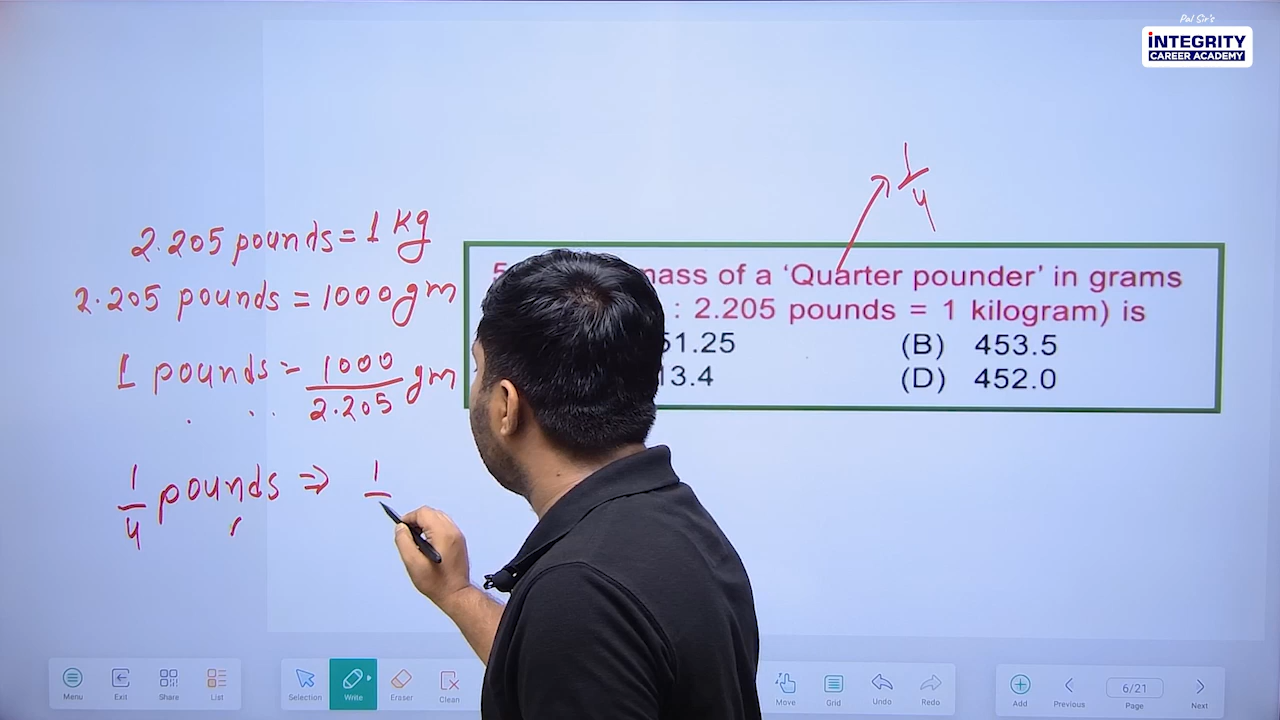 Pal Sir's
iNTEGRITY
CAREER ACADEMY
1/4
2.205 pounds = 1 kg
2.205 pounds = 1000 gm
1 pounds = 1000/2.205 gm
1/4 pounds ⇒ 1
mass of a ‘Quarter pounder’ in grams
: 2.205 pounds = 1 kilogram) is
51.25 (B) 453.5
13.4 (D) 452.0
Menu
Exit
Share
List
Selection
Write
Eraser
Clean
Move
Grid
Undo
Redo
Add
Previous
6/21
Page
Next